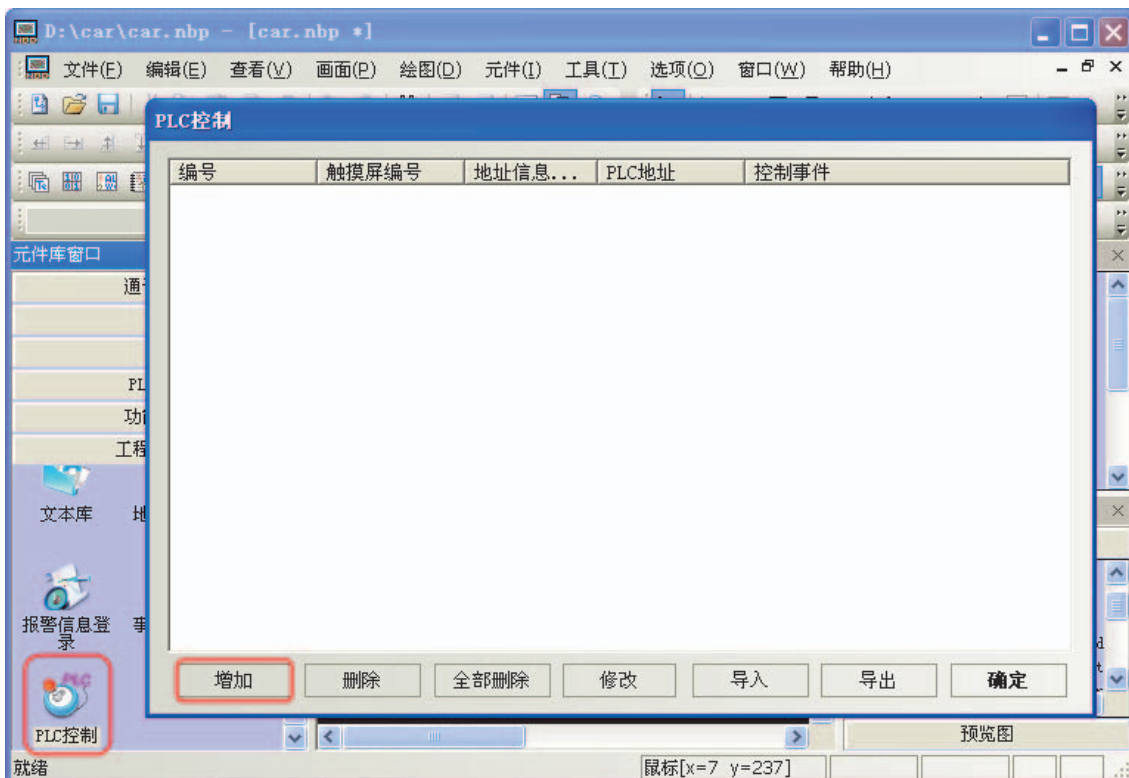 D:\car\car.nbp - [car.nbp *]
文件(F) 编辑(E) 查看(V) 画面(P) 绘图(D) 元件(I) 工具(T) 选项(O) 窗口(W) 帮助(H)
PLC控制
编号 触摸屏编号 地址信息... PLC地址 控制事件
元件库窗口
通
PL
功
工程
文本库 地
报警信息登录
PLC控制
增加 删除 全部删除 修改 导入 导出 确定
预览图
就绪 鼠标[x=7 y=237]